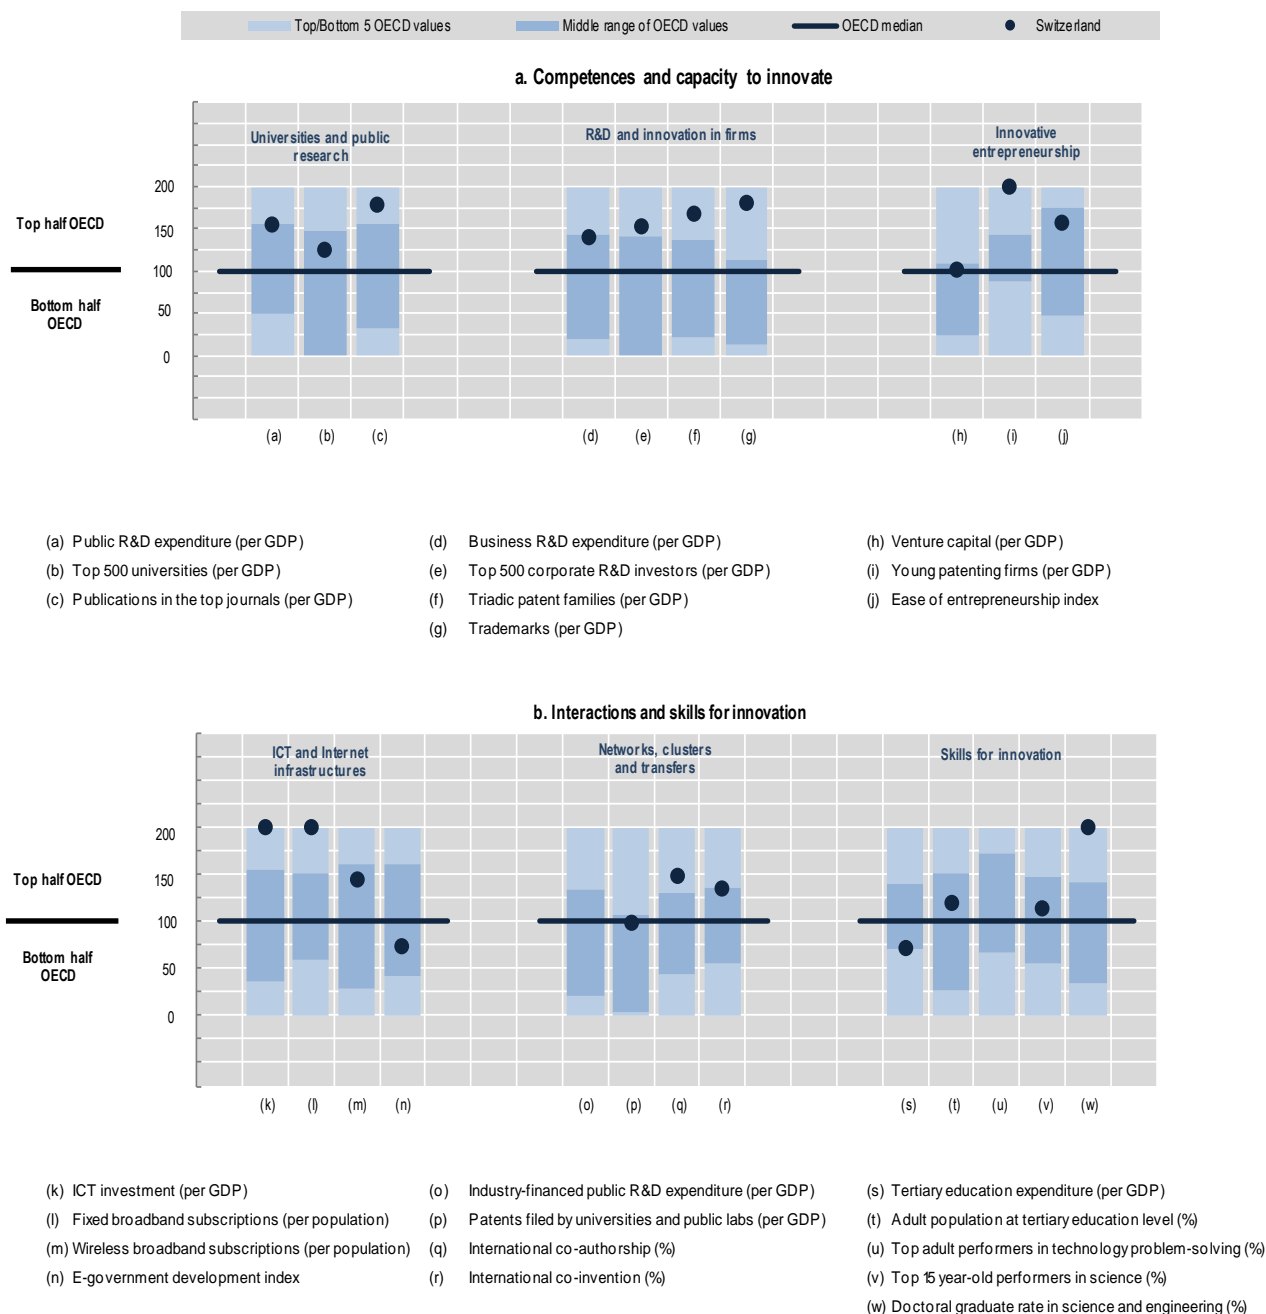 Top/Bottom 5 OECD values Middle range of OECD values OECD median Switzerland
a. Competences and capacity to innovate
Universities and public
research
R&D and innovation in firms
Innovative
entrepreneurship
200
150
100
50
0
Top half OECD
Bottom half
OECD
(a) (b) (c) (d) (e) (f) (g) (h) (i) (j)
(a) Public R&D expenditure (per GDP)
(b) Top 500 universities (per GDP)
(c) Publications in the top journals (per GDP)
(d) Business R&D expenditure (per GDP)
(e) Top 500 corporate R&D investors (per GDP)
(f) Triadic patent families (per GDP)
(g) Trademarks (per GDP)
(h) Venture capital (per GDP)
(i) Young patenting firms (per GDP)
(j) Ease of entrepreneurship index
b. Interactions and skills for innovation
ICT and Internet
infrastructures
Networks, clusters
and transfers
Skills for innovation
200
150
100
50
0
Top half OECD
Bottom half
OECD
(k) (l) (m) (n) (o) (p) (q) (r) (s) (t) (u) (v) (w)
(k) ICT investment (per GDP)
(l) Fixed broadband subscriptions (per population)
(m) Wireless broadband subscriptions (per population)
(n) E-government development index
(o) Industry-financed public R&D expenditure (per GDP)
(p) Patents filed by universities and public labs (per GDP)
(q) International co-authorship (%)
(r) International co-invention (%)
(s) Tertiary education expenditure (per GDP)
(t) Adult population at tertiary education level (%)
(u) Top adult performers in technology problem-solving (%)
(v) Top 15 year-old performers in science (%)
(w) Doctoral graduate rate in science and engineering (%)